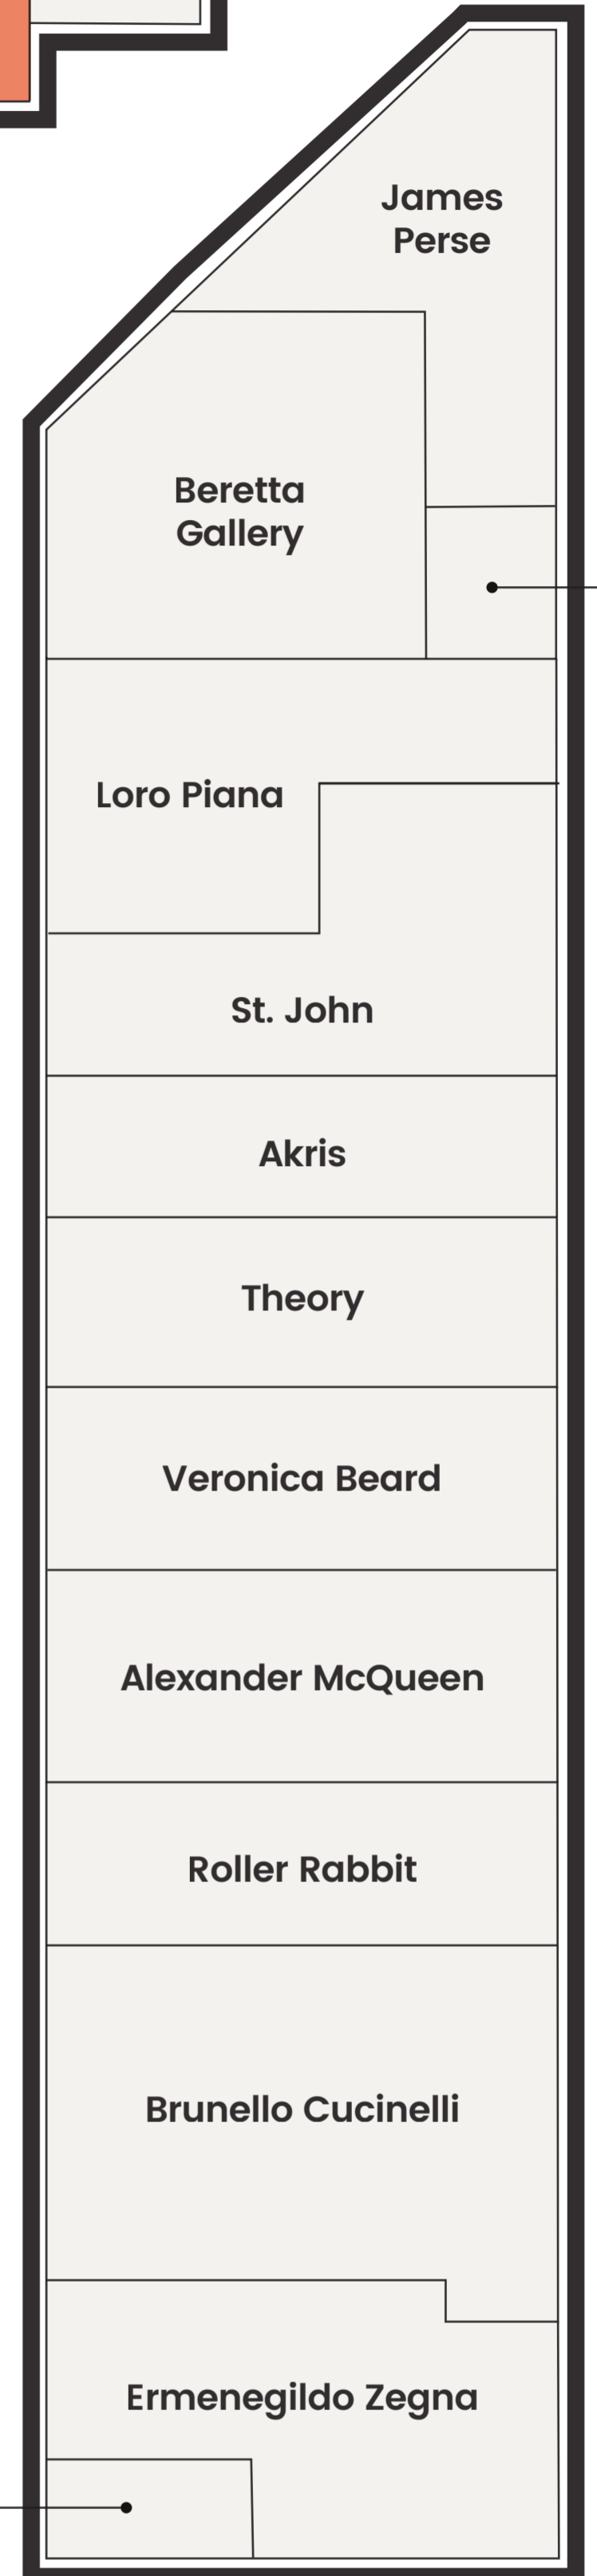 James
Perse
Beretta
Gallery
Loro Piana
St. John
Akris
Theory
Veronica Beard
Alexander McQueen
Roller Rabbit
Brunello Cucinelli
Ermenegildo Zegna